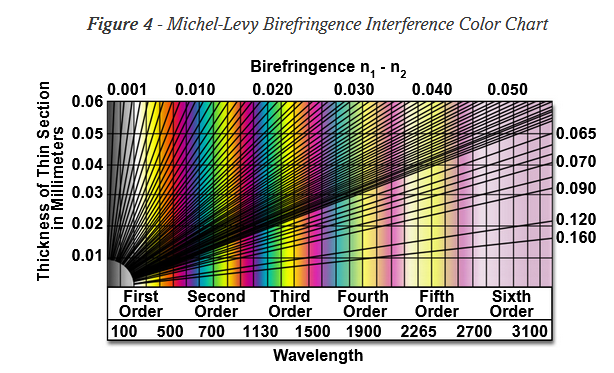 Figure 4 - Michel-Levy Birefringence Interference Color Chart
Birefringence n1 - n2
0.001 0.010 0.020 0.030 0.040 0.050
Thickness of Thin Section
in Millimeters
0.06
0.05
0.04
0.03
0.02
0.01
0.065
0.070
0.090
0.120
0.160
First Second Third Fourth Fifth Sixth
Order Order Order Order Order Order
100 500 700 1130 1500 1900 2265 2700 3100
Wavelength